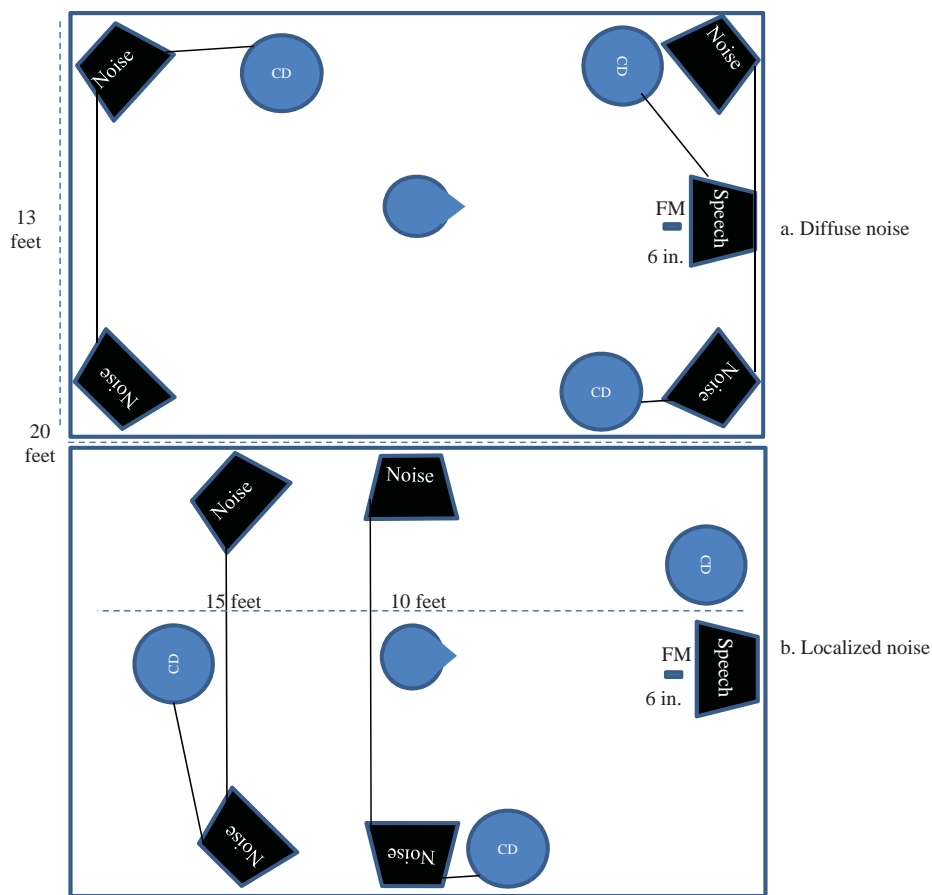 Noise
CD
CD
Noise
13
feet
FM
6 in.
Speech
a. Diffuse noise
Noise
CD
Noise
20
feet
Noise
Noise
CD
15 feet
10 feet
CD
FM
6 in.
Speech
b. Localized noise
Noise
Noise
CD